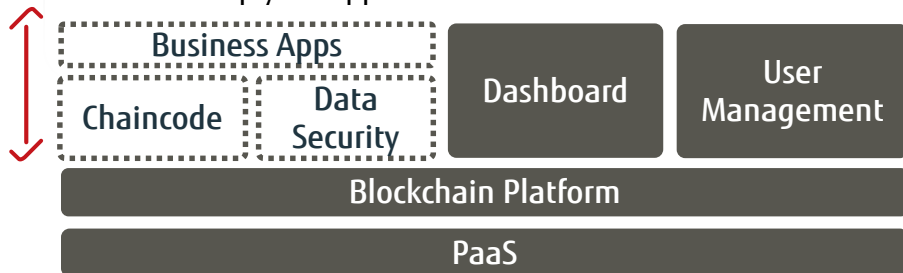 Business Apps
Chaincode
Data
Security
Dashboard
User
Management
Blockchain Platform
PaaS